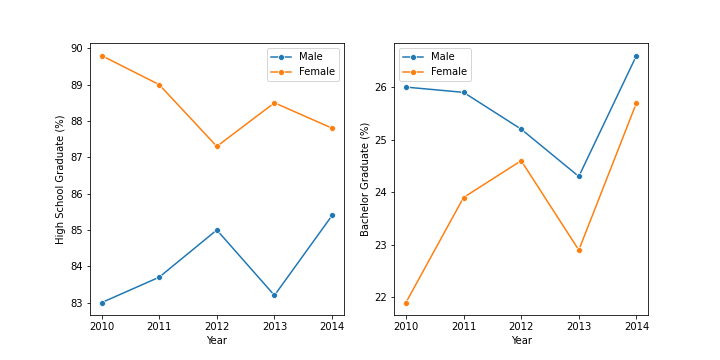 High School Graduate (%)
90
89
88
87
86
85
84
83
2010 2011 2012 2013 2014
Year
Male
Female
Bachelor Graduate (%)
26
25
24
23
22
2010 2011 2012 2013 2014
Year
Male
Female